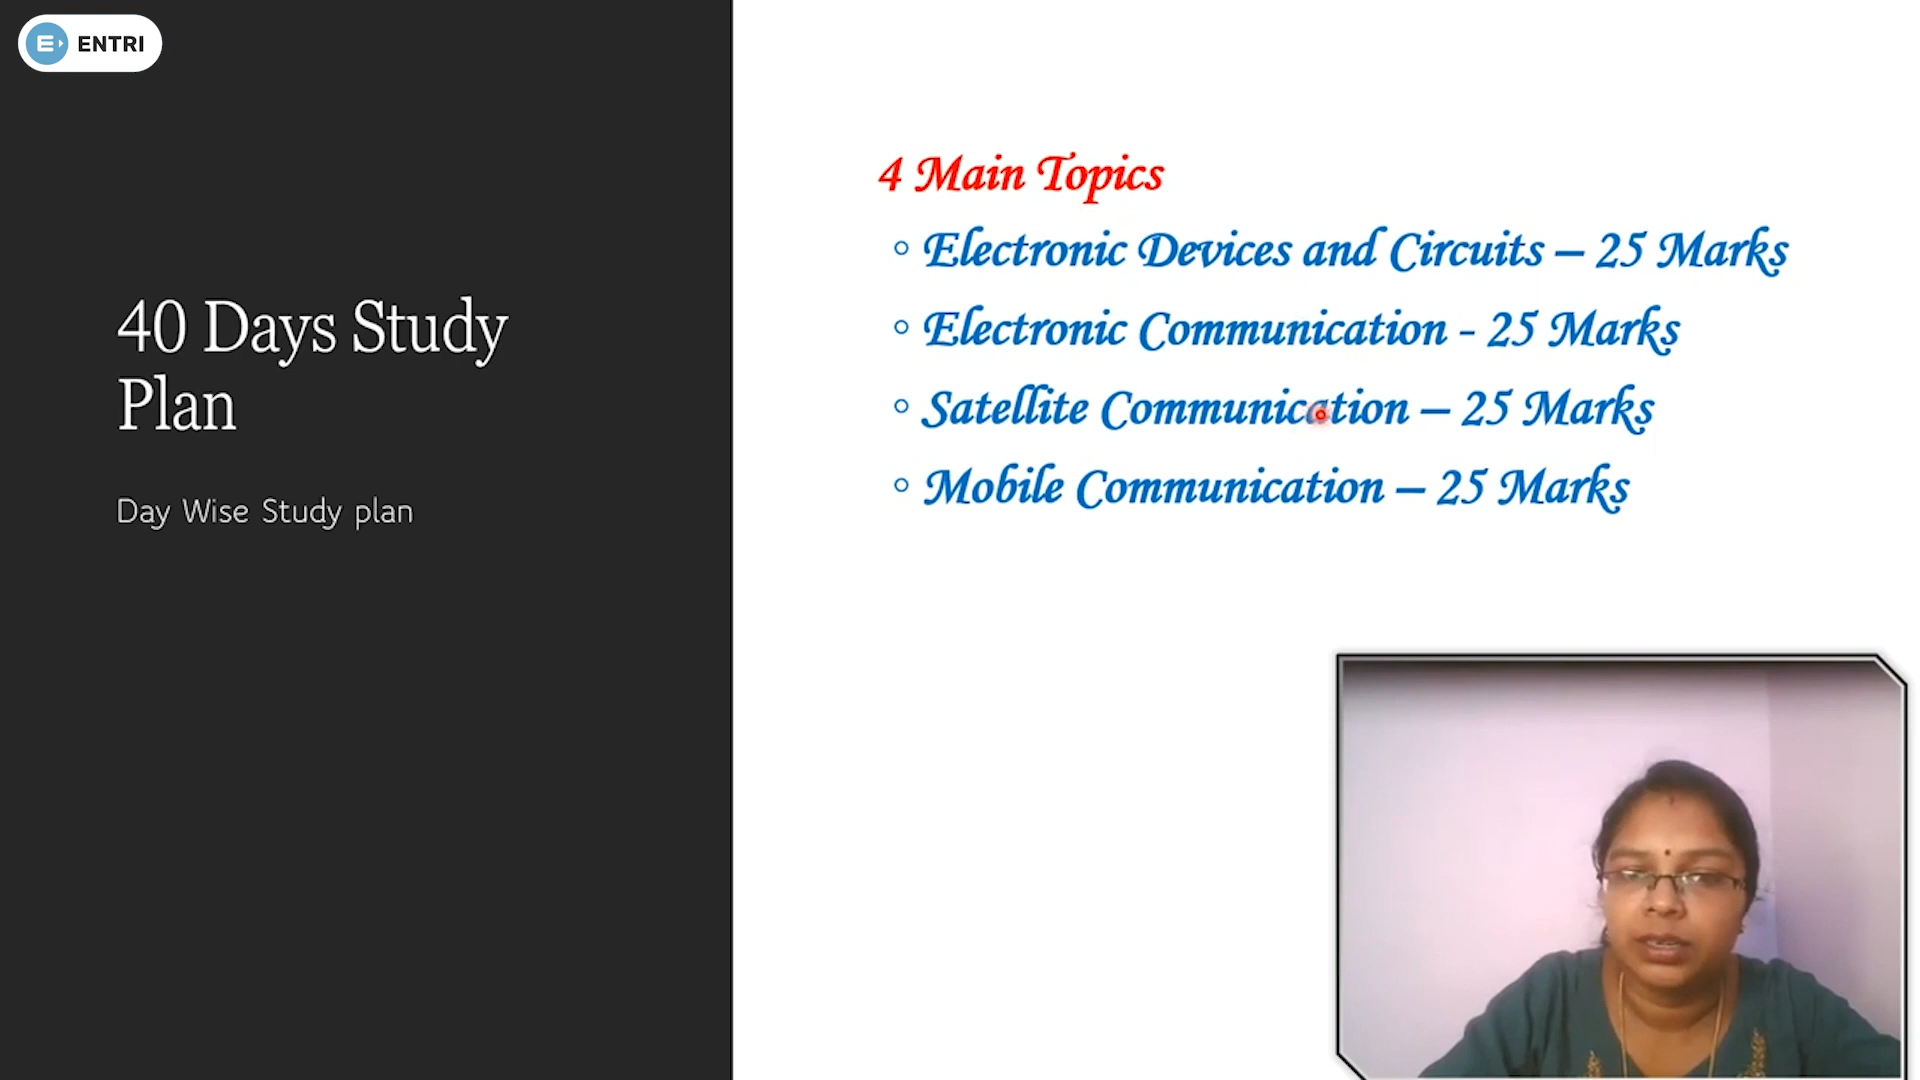 ENTRI
40 Days Study
Plan
Day Wise Study plan
4 Main Topics
Electronic Devices and Circuits – 25 Marks
Electronic Communication - 25 Marks
Satellite Communication – 25 Marks
Mobile Communication – 25 Marks